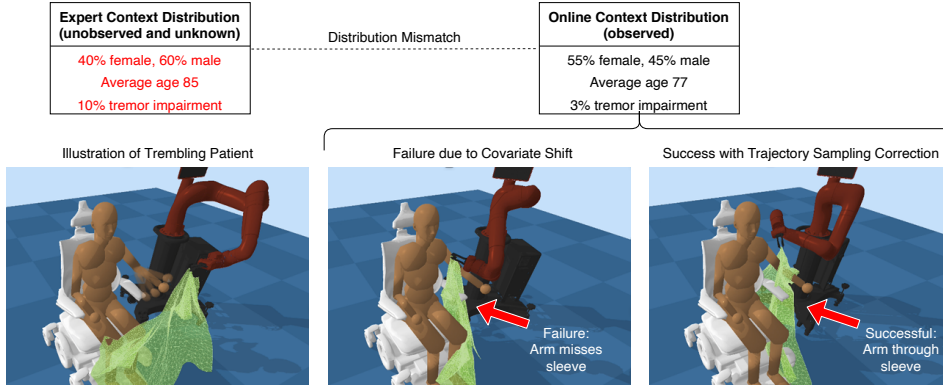 Expert Context Distribution
(unobserved and unknown)
40% female, 60% male
Average age 85
10% tremor impairment
Distribution Mismatch
Online Context Distribution
(observed)
55% female, 45% male
Average age 77
3% tremor impairment
Illustration of Trembling Patient
Failure due to Covariate Shift
Success with Trajectory Sampling Correction
Failure:
Arm misses
sleeve
Successful:
Arm through
sleeve